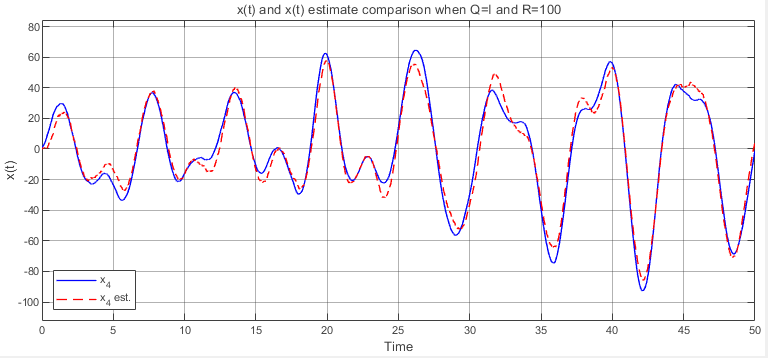 x(t) and x(t) estimate comparison when Q=I and R=100
80
60
40
20
0
-20
-40
-60
-80
-100
x(t)
x4
x4 est.
0 5 10 15 20 25 30 35 40 45 50
Time